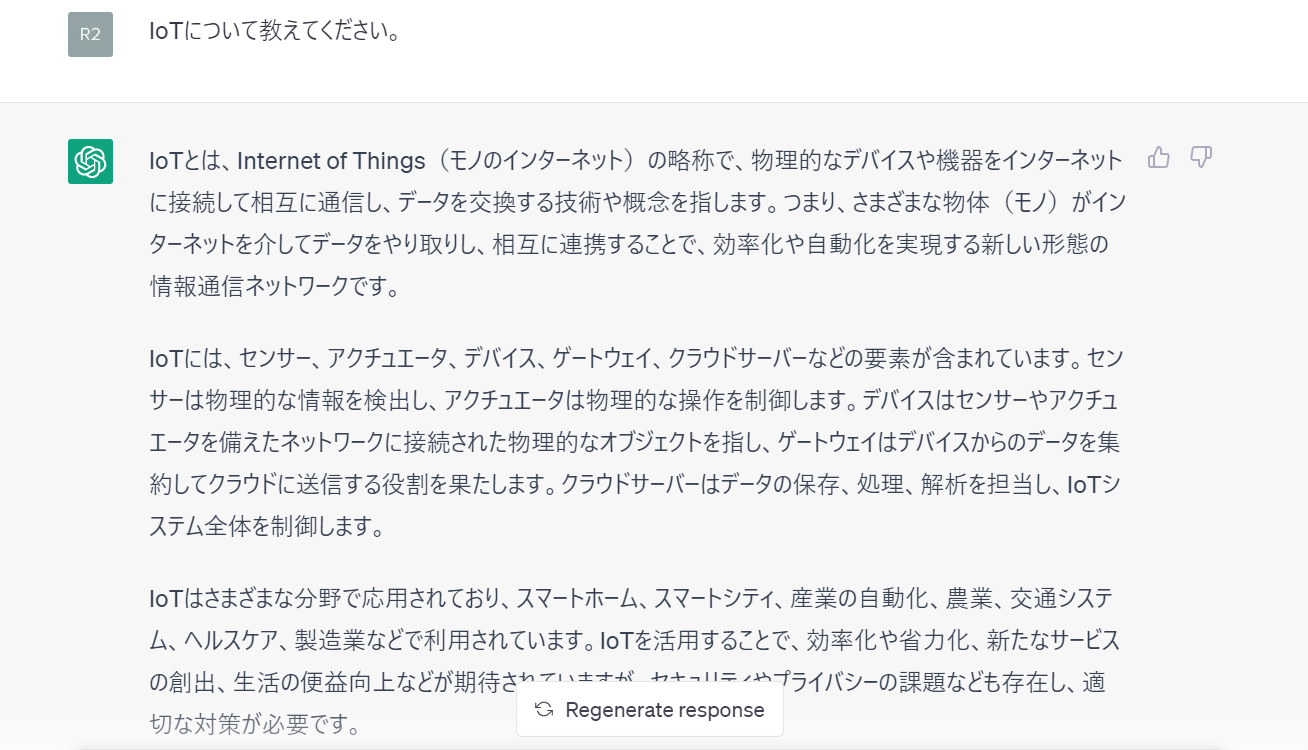 R2
IoTについて教えてください。
IoTとは、Internet of Things（モノのインターネット）の略称で、物理的なデバイスや機器をインターネット
に接続して相互に通信し、データを交換する技術や概念を指します。つまり、さまざまな物体（モノ）がイン
ターネットを介してデータをやり取りし、相互に連携することで、効率化や自動化を実現する新しい形態の
情報通信ネットワークです。
IoTには、センサー、アクチュエータ、デバイス、ゲートウェイ、クラウドサーバーなどの要素が含まれています。セン
サーは物理的な情報を検出し、アクチュエータは物理的な操作を制御します。デバイスはセンサーやアクチュ
エータを備えたネットワークに接続された物理的なオブジェクトを指し、ゲートウェイはデバイスからのデータを集
約してクラウドに送信する役割を果たします。クラウドサーバーはデータの保存、処理、解析を担当し、IoTシ
ステム全体を制御します。
IoTはさまざまな分野で応用されており、スマートホーム、スマートシティ、産業の自動化、農業、交通システ
ム、ヘルスケア、製造業などで利用されています。IoTを活用することで、効率化や省力化、新たなサービス
の創出、生活の便益向上などが期待されていますが、セキュリティやプライバシーの課題なども存在し、適
切な対策が必要です。
Regenerate response